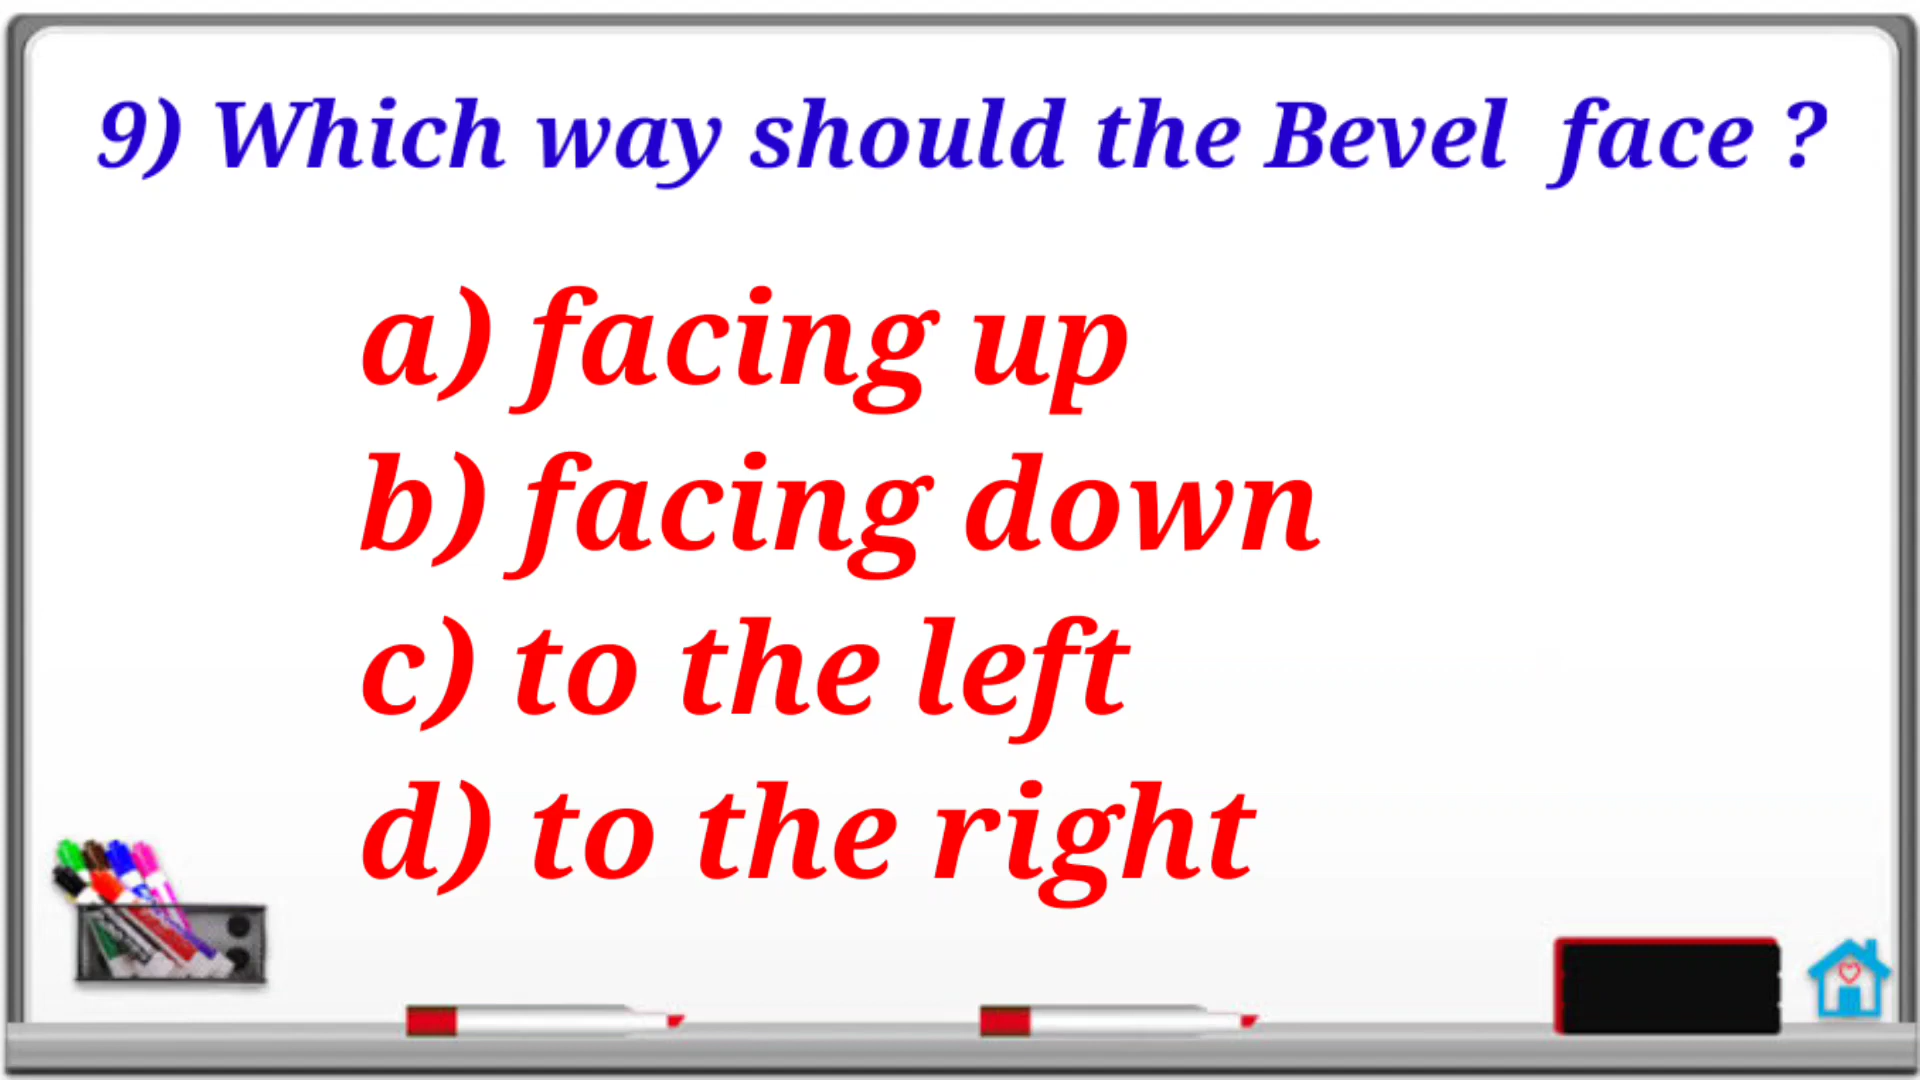 9) Which way should the Bevel face ?
a) facing up
b) facing down
c) to the left
d) to the right